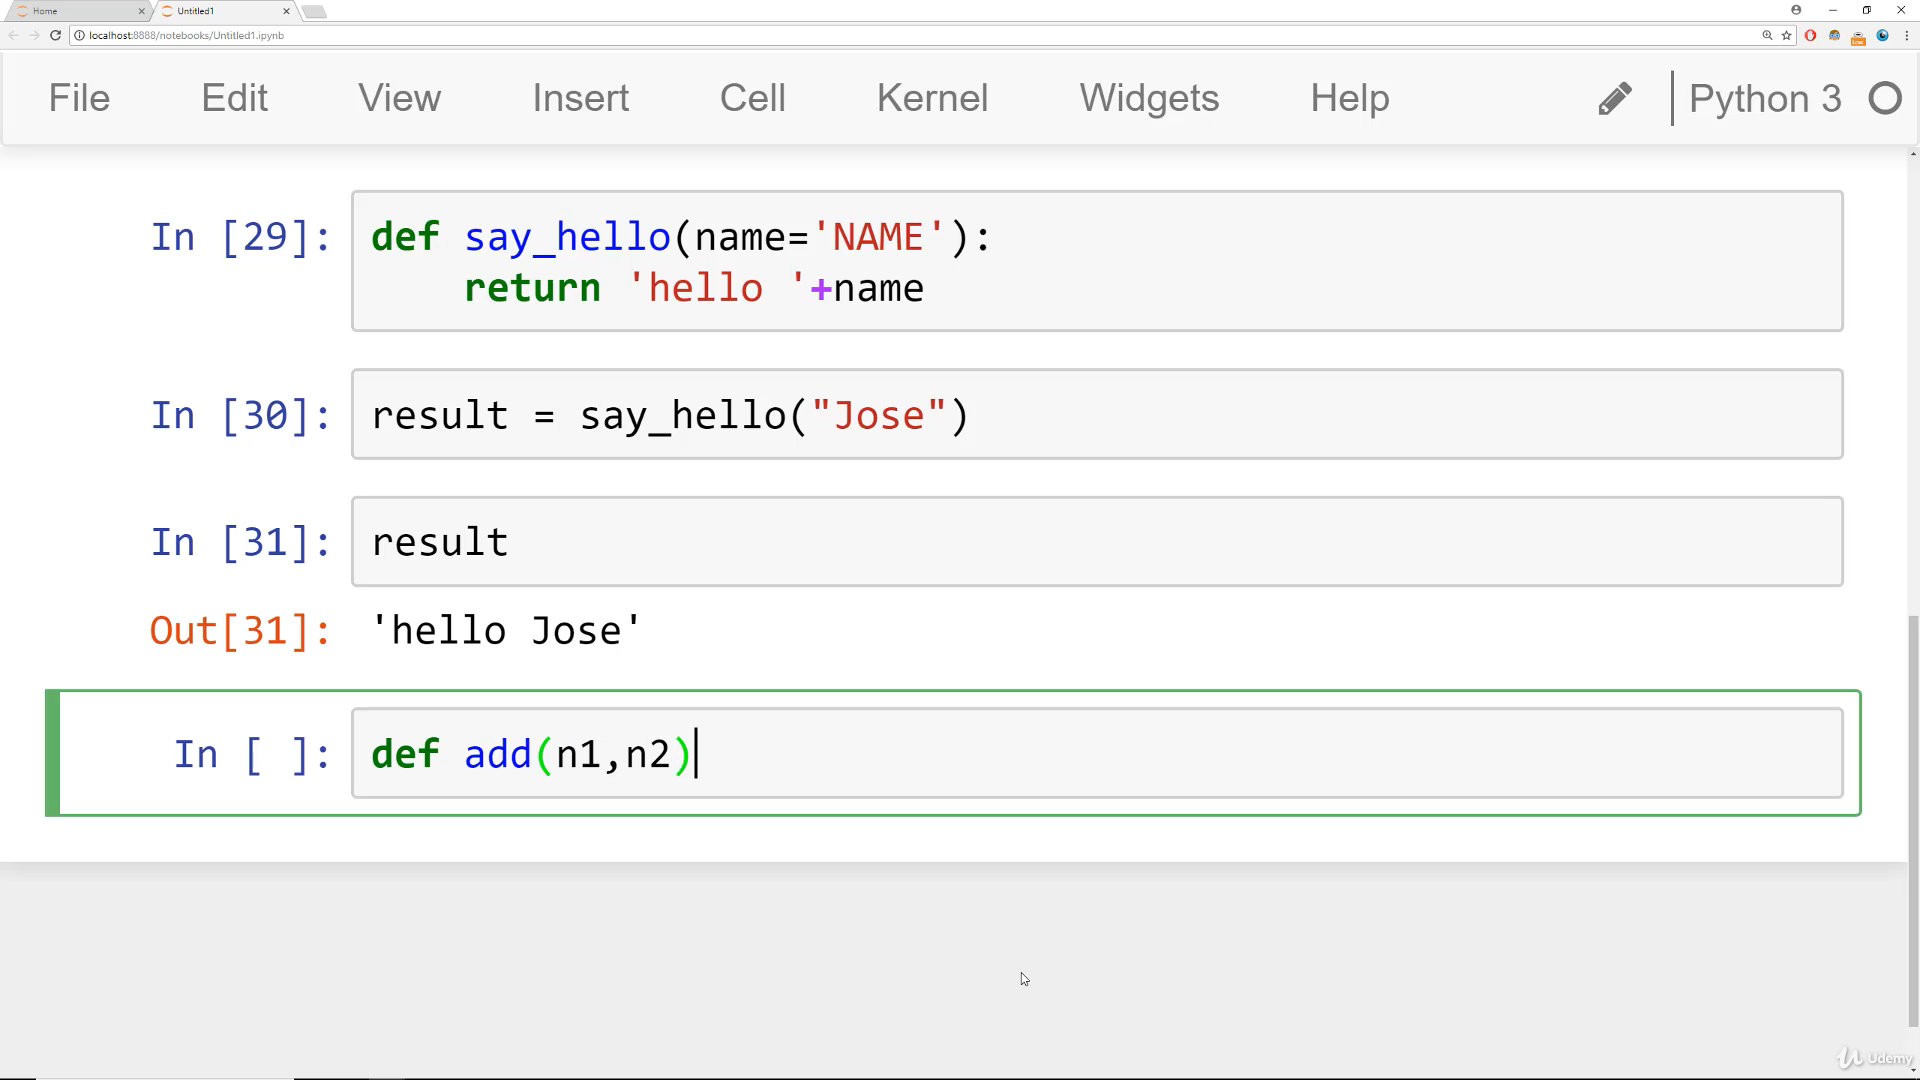 Home
Untitled1
localhost:8888/notebooks/Untitled1.ipynb
File Edit View Insert Cell Kernel Widgets Help Python 3
In [29]: def say_hello(name='NAME'):
return 'hello '+name
In [30]: result = say_hello("Jose")
In [31]: result
Out[31]: 'hello Jose'
In [ ]: def add(n1,n2)
Udemy